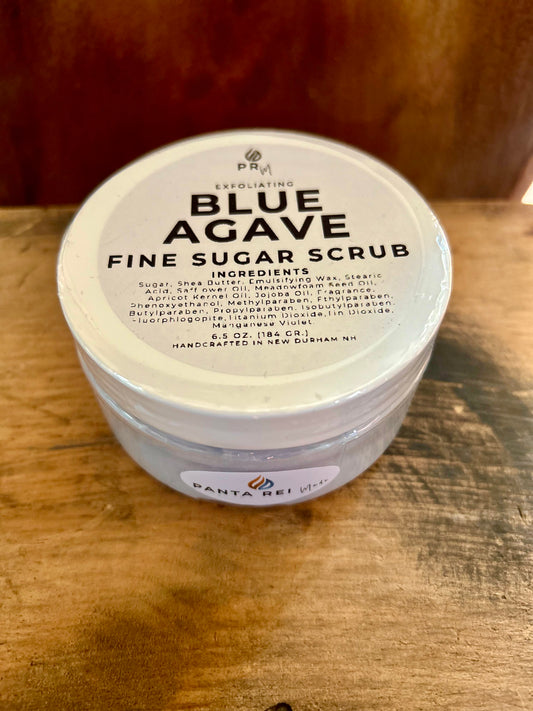 PRM
EXFOLIATING
BLUE
AGAVE
FINE SUGAR SCRUB
INGREDIENTS
Sugar, Shea Butter, Emulsifying Wax, Stearic
Acid, Safflower Oil, Meadowfoam Seed Oil,
Apricot Kernel Oil, Jojoba Oil, Fragrance,
Phenoxyethanol, Methylparaben, Ethylparaben,
Butylparaben, Propylparaben, Isobutylparaben,
Fluorphlogopite, Titanium Dioxide, Tin Dioxide,
Manganese Violet.
6.5 OZ. (184 GR.)
HANDCRAFTED IN NEW DURHAM NH
PANTA REI